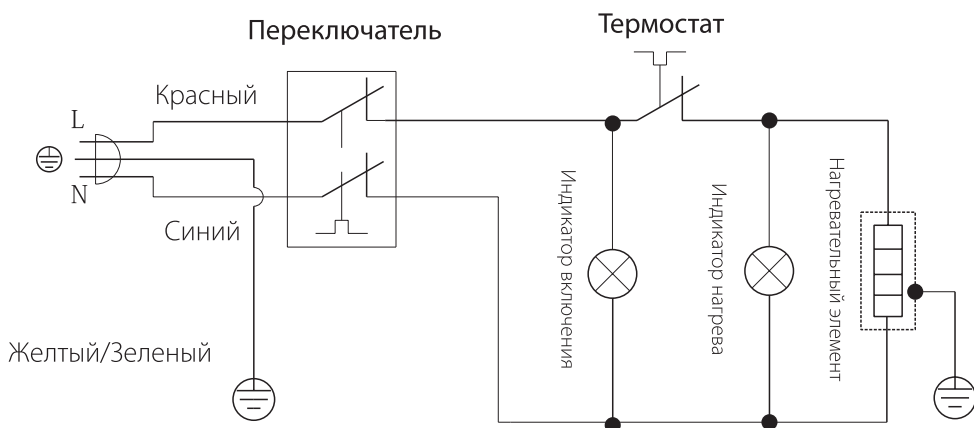 Переключатель
Термостат
Красный
L
N
Синий
Желтый/Зеленый
Индикатор включения
Индикатор нагрева
Нагревательный элемент